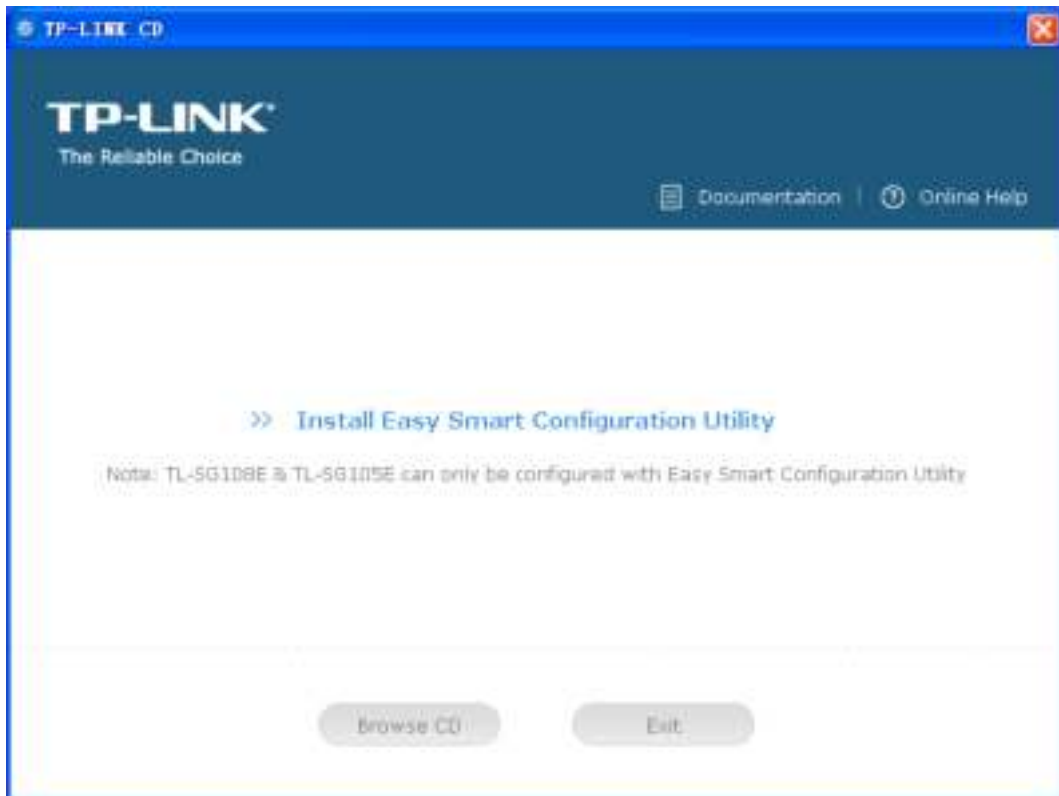 TP-LINK CD
TP-LINK
The Reliable Choice
Documentation | Online Help
>> Install Easy Smart Configuration Utility
Note: TL-SG108E & TL-SG105E can only be configured with Easy Smart Configuration Utility
Browse CD
Exit